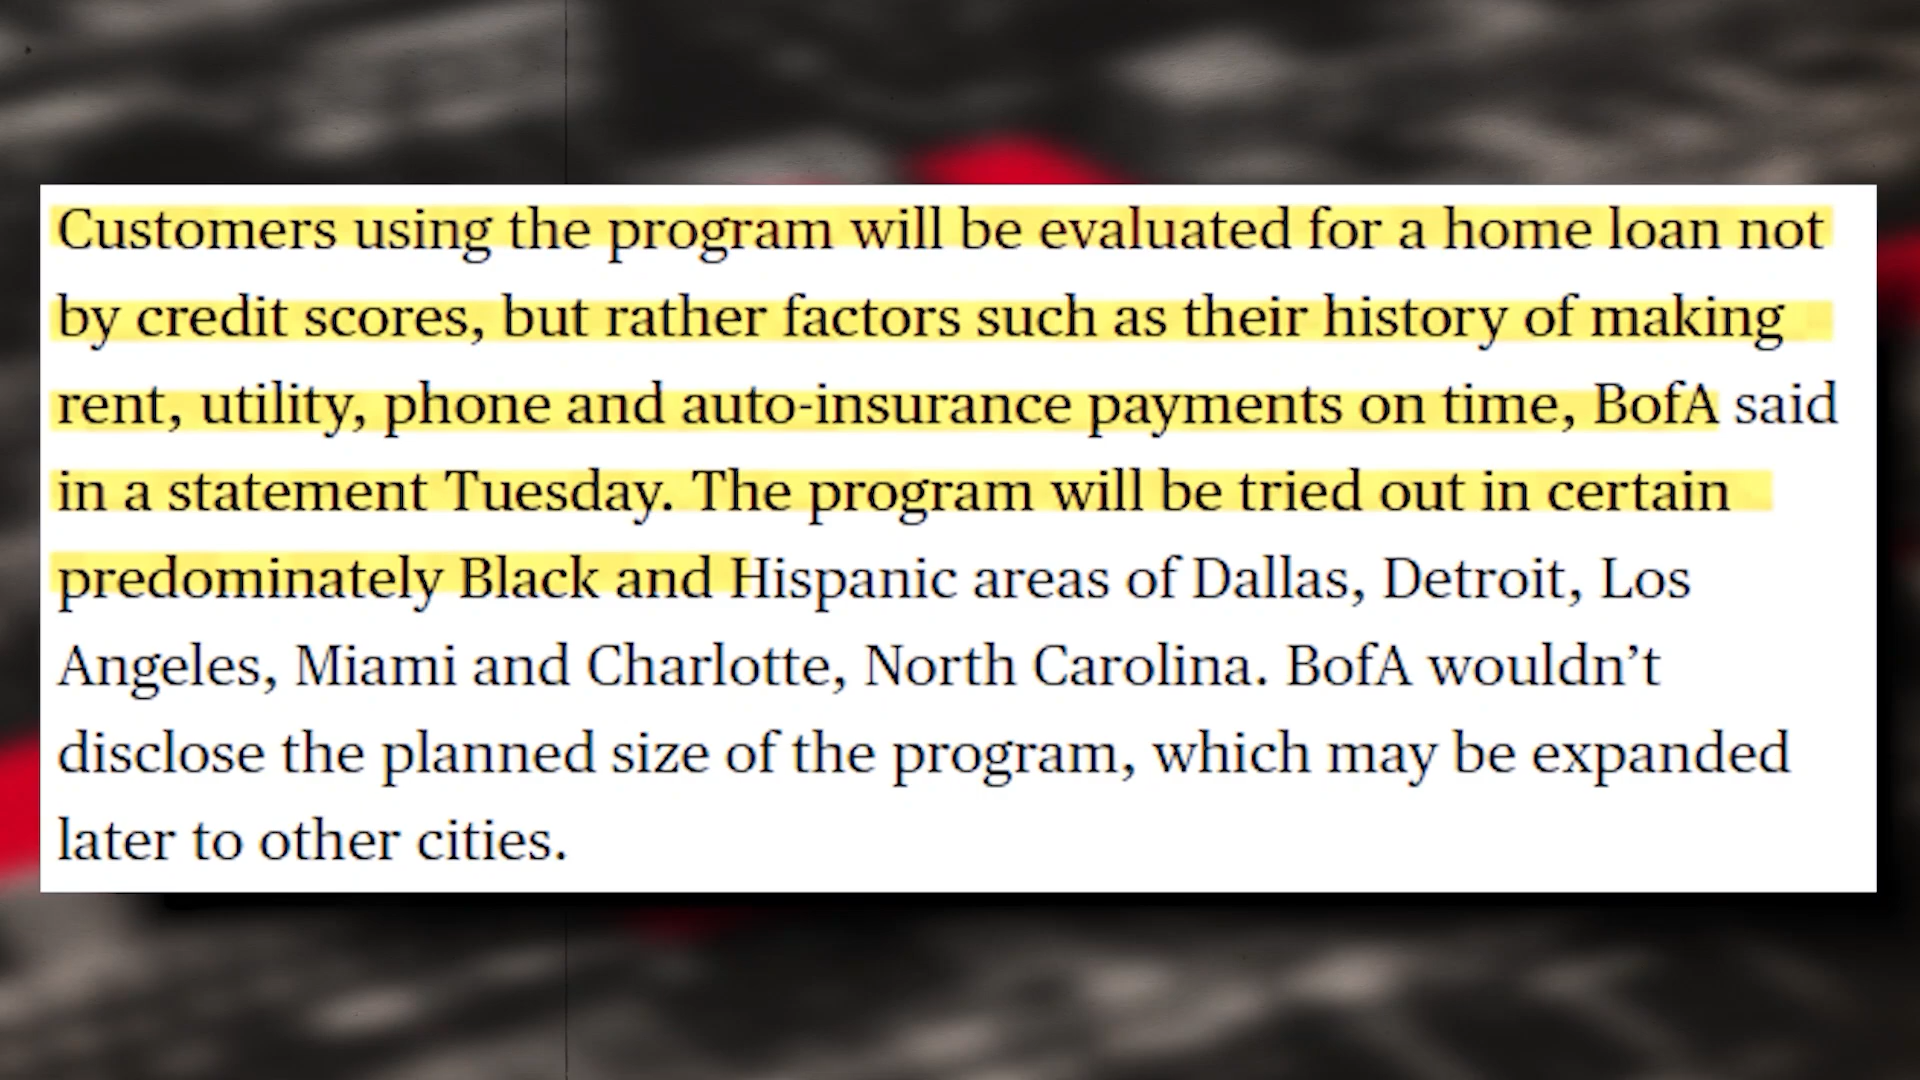 Customers using the program will be evaluated for a home loan not
by credit scores, but rather factors such as their history of making
rent, utility, phone and auto-insurance payments on time, BofA said
in a statement Tuesday. The program will be tried out in certain
predominately Black and Hispanic areas of Dallas, Detroit, Los
Angeles, Miami and Charlotte, North Carolina. BofA wouldn’t
disclose the planned size of the program, which may be expanded
later to other cities.